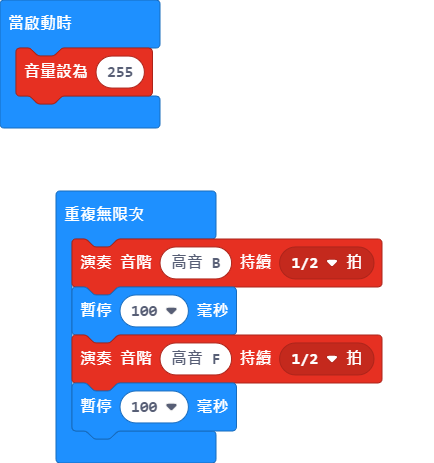 當啟動時
音量設為 255
重複無限次
演奏 音階 高音 B 持續 1/2 拍
暫停 100 毫秒
演奏 音階 高音 F 持續 1/2 拍
暫停 100 毫秒